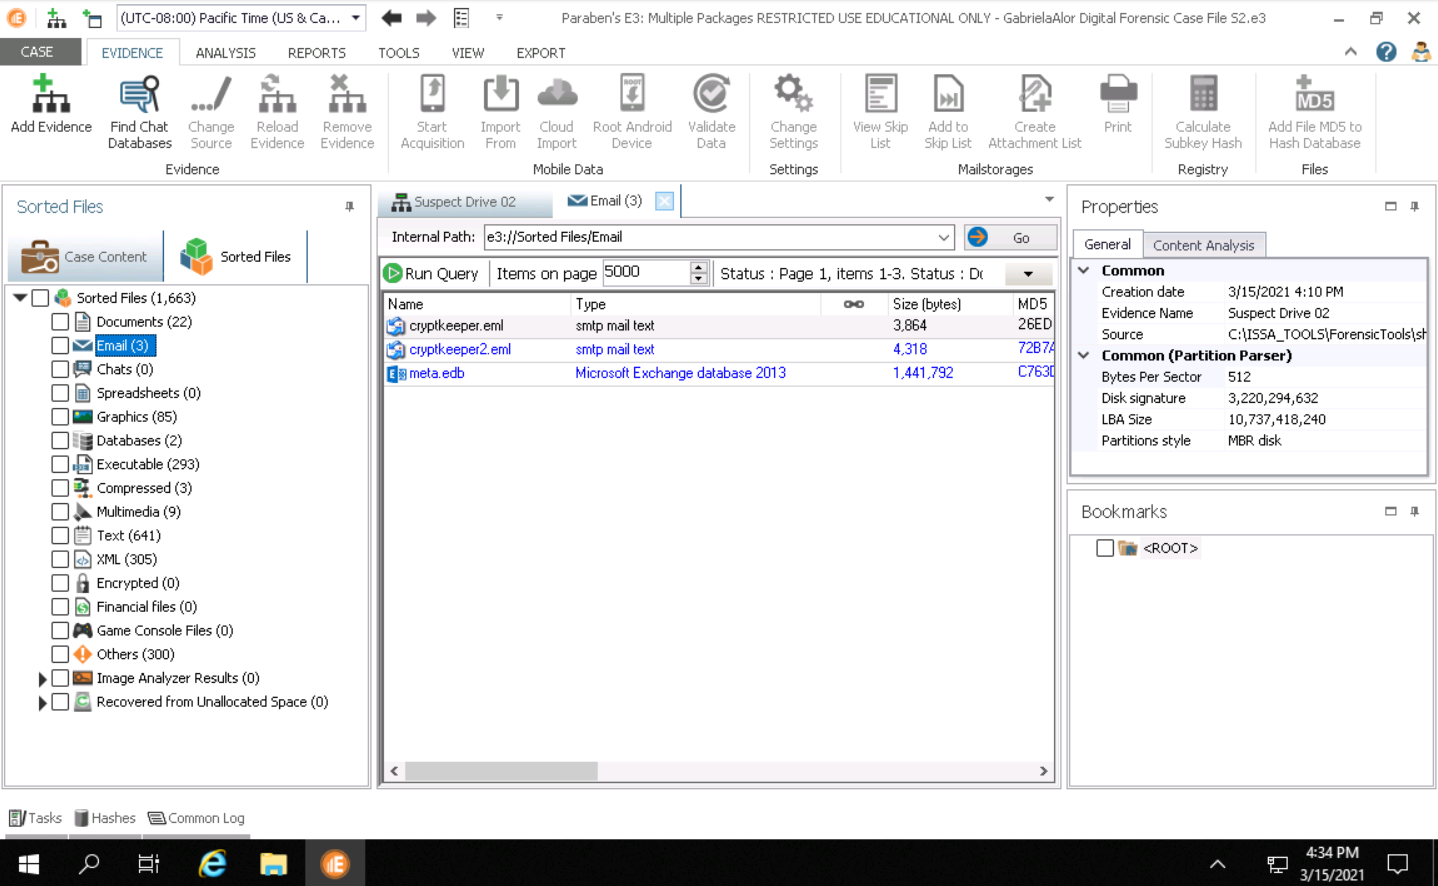 (UTC-08:00) Pacific Time (US & Ca...
Paraben's E3: Multiple Packages RESTRICTED USE EDUCATIONAL ONLY - GabrielaAlor Digital Forensic Case File S2.e3
CASE EVIDENCE ANALYSIS REPORTS TOOLS VIEW EXPORT
Add Evidence
Find Chat Databases
Change Source
Reload Evidence
Remove Evidence
Evidence
Start Acquisition
Import From
Cloud Import
Root Android Device
Validate Data
Mobile Data
Change Settings
Settings
View Skip List
Add to Skip List
Create Attachment List
Print
Mailstorages
Calculate Subkey Hash
Registry
MD5
Add File MD5 to Hash Database
Files
Sorted Files
Case Content
Sorted Files
Sorted Files (1,663)
Documents (22)
Email (3)
Chats (0)
Spreadsheets (0)
Graphics (85)
Databases (2)
Executable (293)
Compressed (3)
Multimedia (9)
Text (641)
XML (305)
Encrypted (0)
Financial files (0)
Game Console Files (0)
Others (300)
Image Analyzer Results (0)
Recovered from Unallocated Space (0)
Suspect Drive 02
Email (3)
Internal Path: e3://Sorted Files/Email Go
Run Query Items on page 5000 Status : Page 1, items 1-3. Status : Dc
Name Type Size (bytes) MD5
cryptkeeper.eml smtp mail text 3,864 26ED
cryptkeeper2.eml smtp mail text 4,318 72B7A
meta.edb Microsoft Exchange database 2013 1,441,792 C763D
Properties
General Content Analysis
Common
Creation date 3/15/2021 4:10 PM
Evidence Name Suspect Drive 02
Source C:\ISSA_TOOLS\ForensicTools\sh
Common (Partition Parser)
Bytes Per Sector 512
Disk signature 3,220,294,632
LBA Size 10,737,418,240
Partitions style MBR disk
Bookmarks
<ROOT>
Tasks Hashes Common Log
4:34 PM
3/15/2021